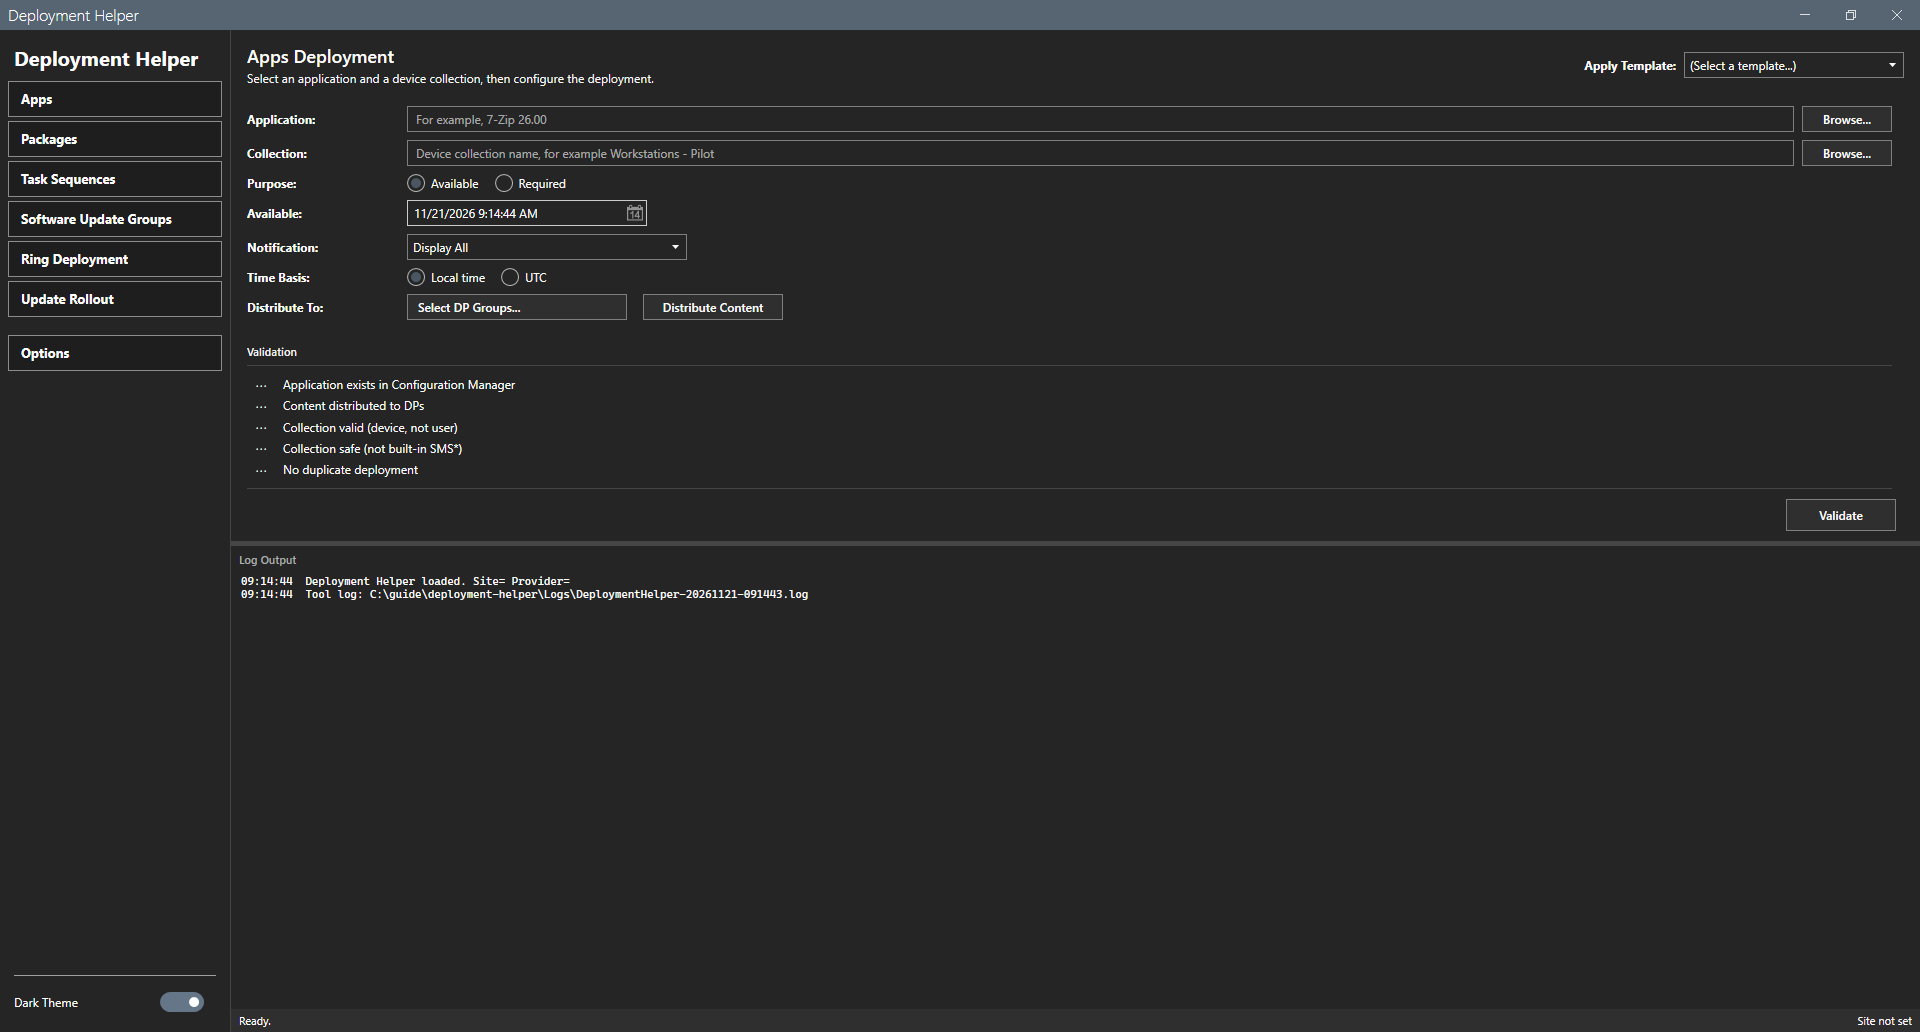 Deployment Helper
Deployment Helper
Apps
Packages
Task Sequences
Software Update Groups
Ring Deployment
Update Rollout
Options
Dark Theme
Apps Deployment
Select an application and a device collection, then configure the deployment.
Apply Template: (Select a template...)
Application: For example, 7-Zip 26.00 Browse...
Collection: Device collection name, for example Workstations - Pilot Browse...
Purpose: Available Required
Available: 11/21/2026 9:14:44 AM 14
Notification: Display All
Time Basis: Local time UTC
Distribute To: Select DP Groups... Distribute Content
Validation
... Application exists in Configuration Manager
... Content distributed to DPs
... Collection valid (device, not user)
... Collection safe (not built-in SMS*)
... No duplicate deployment
Validate
Log Output
09:14:44 Deployment Helper loaded. Site= Provider=
09:14:44 Tool log: C:\guide\deployment-helper\Logs\DeploymentHelper-20261121-091443.log
Ready.
Site not set